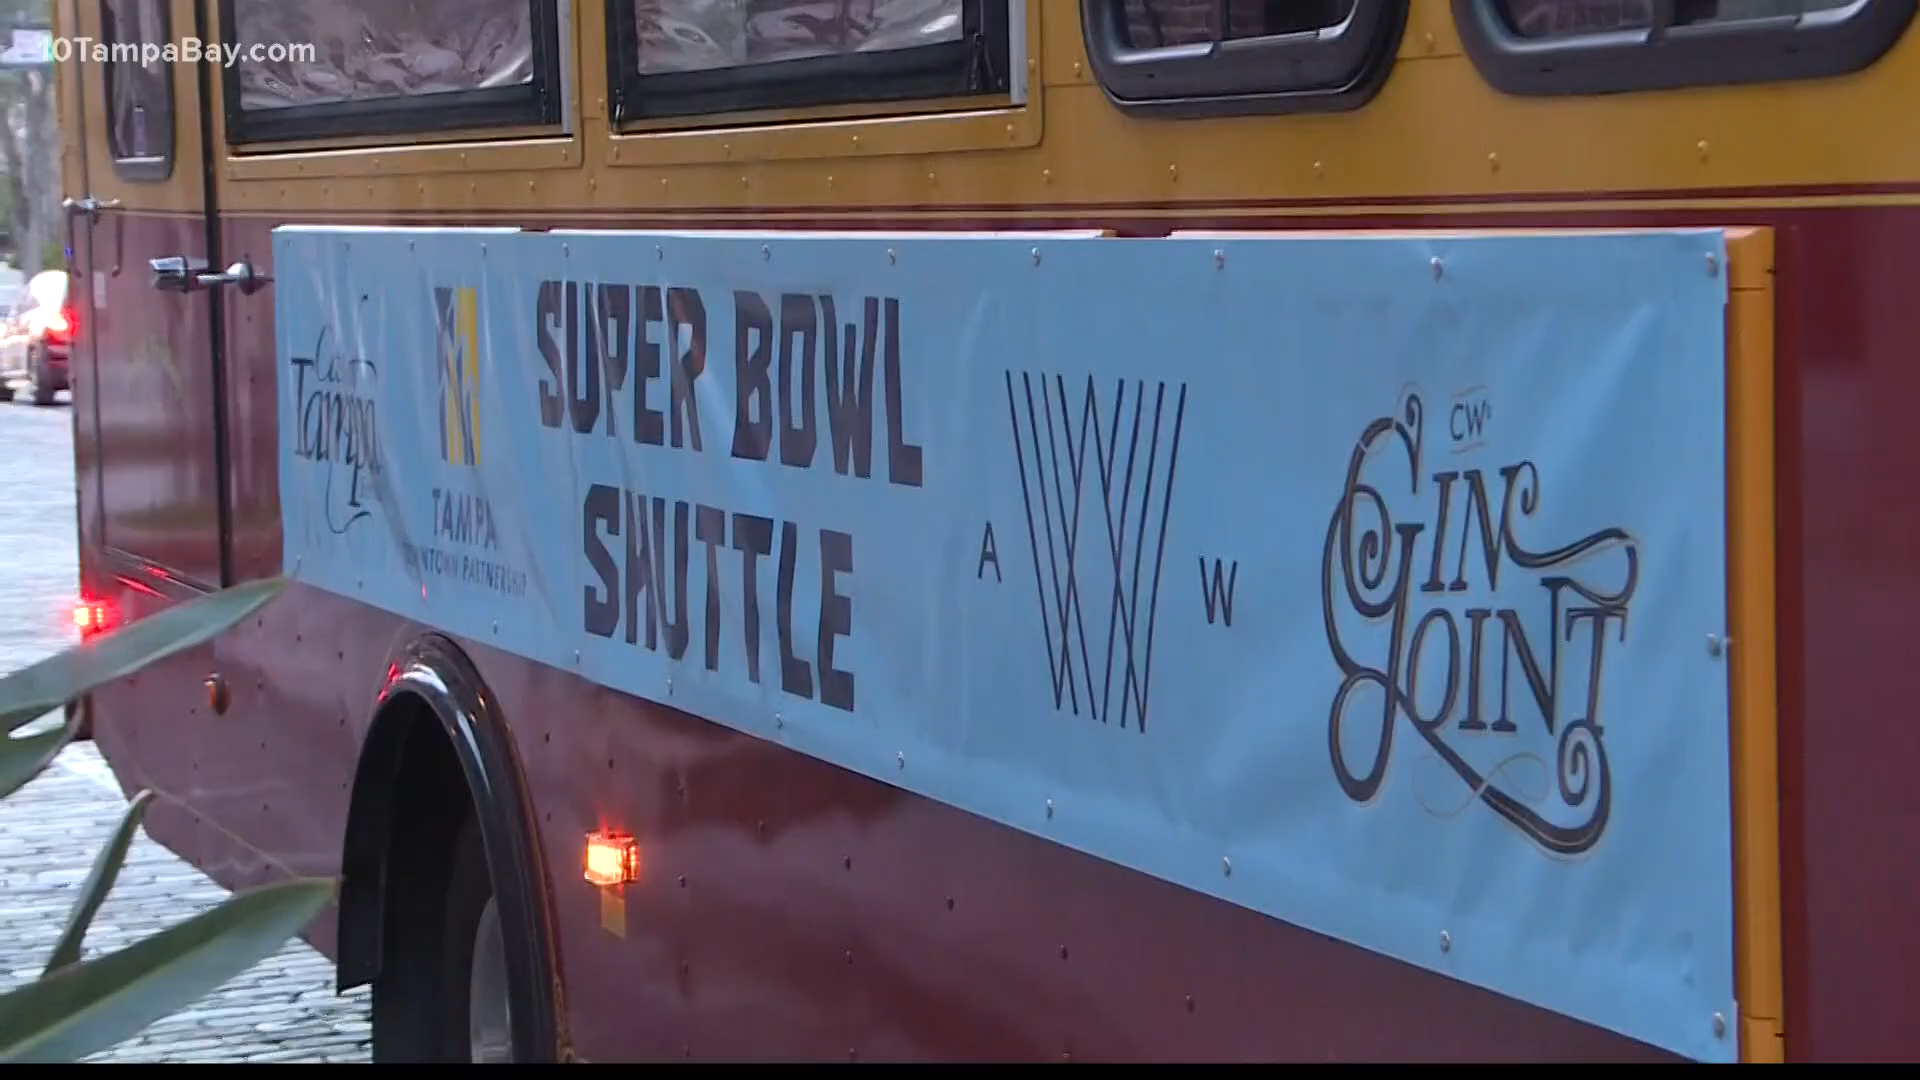 10TampaBay.com
City of
Tampa
TAMPA
DOWNTOWN PARTNERSHIP
SUPER BOWL
SHUTTLE
A W W
CW's
GIN
JOINT